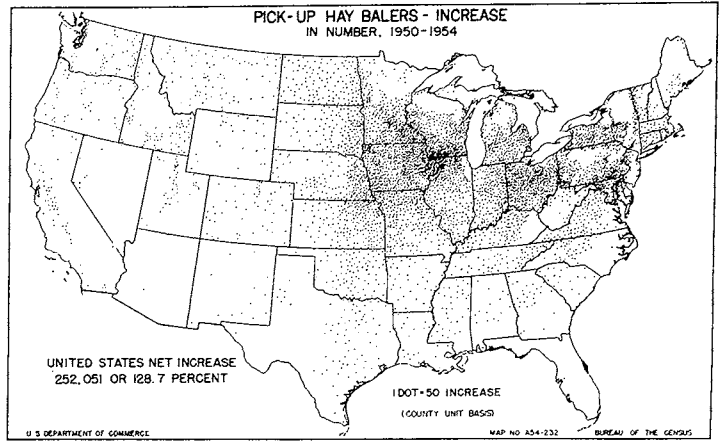 PICK-UP HAY BALERS - INCREASE
IN NUMBER, 1950-1954
UNITED STATES NET INCREASE
252,051 OR 128.7 PERCENT
1 DOT=50 INCREASE
(COUNTY UNIT BASIS)
U S DEPARTMENT OF COMMERCE
MAP NO A54-232
BUREAU OF THE CENSUS